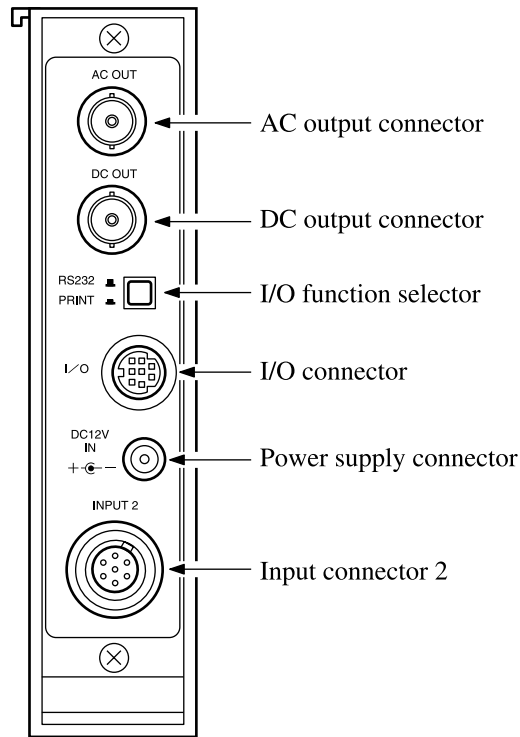 AC OUT
AC output connector
DC OUT
DC output connector
RS232
PRINT
I/O function selector
I/O
I/O connector
DC12V
IN
+ −
Power supply connector
INPUT 2
Input connector 2